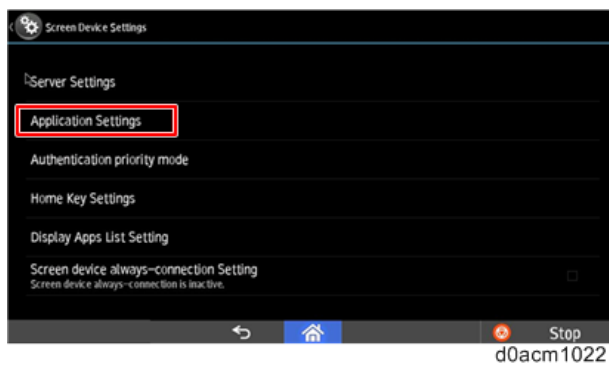 Screen Device Settings
Server Settings
Application Settings
Authentication priority mode
Home Key Settings
Display Apps List Setting
Screen device always-connection Setting
Screen device always-connection is inactive.
Stop
d0acm1022